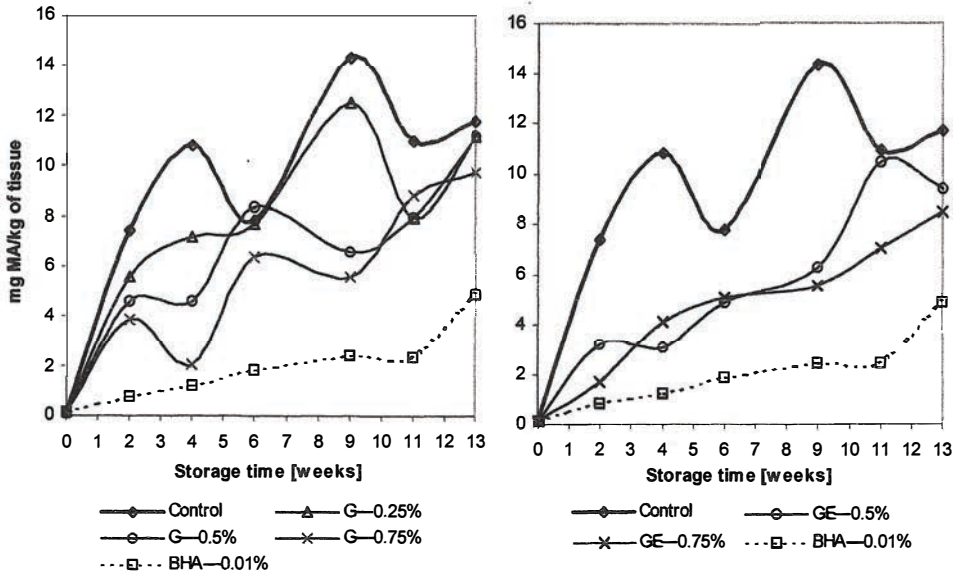 mg MA/kg of tissue
16
14
12
10
8
6
4
2
0
0 1 2 3 4 5 6 7 8 9 10 11 12 13
Storage time [weeks]
Control
G—0.25%
G—0.5%
G—0.75%
BHA—0.01%
16
14
12
10
8
6
4
2
0
0 1 2 3 4 5 6 7 8 9 10 11 12 13
Storage time [weeks]
Control
GE—0.5%
GE—0.75%
BHA—0.01%